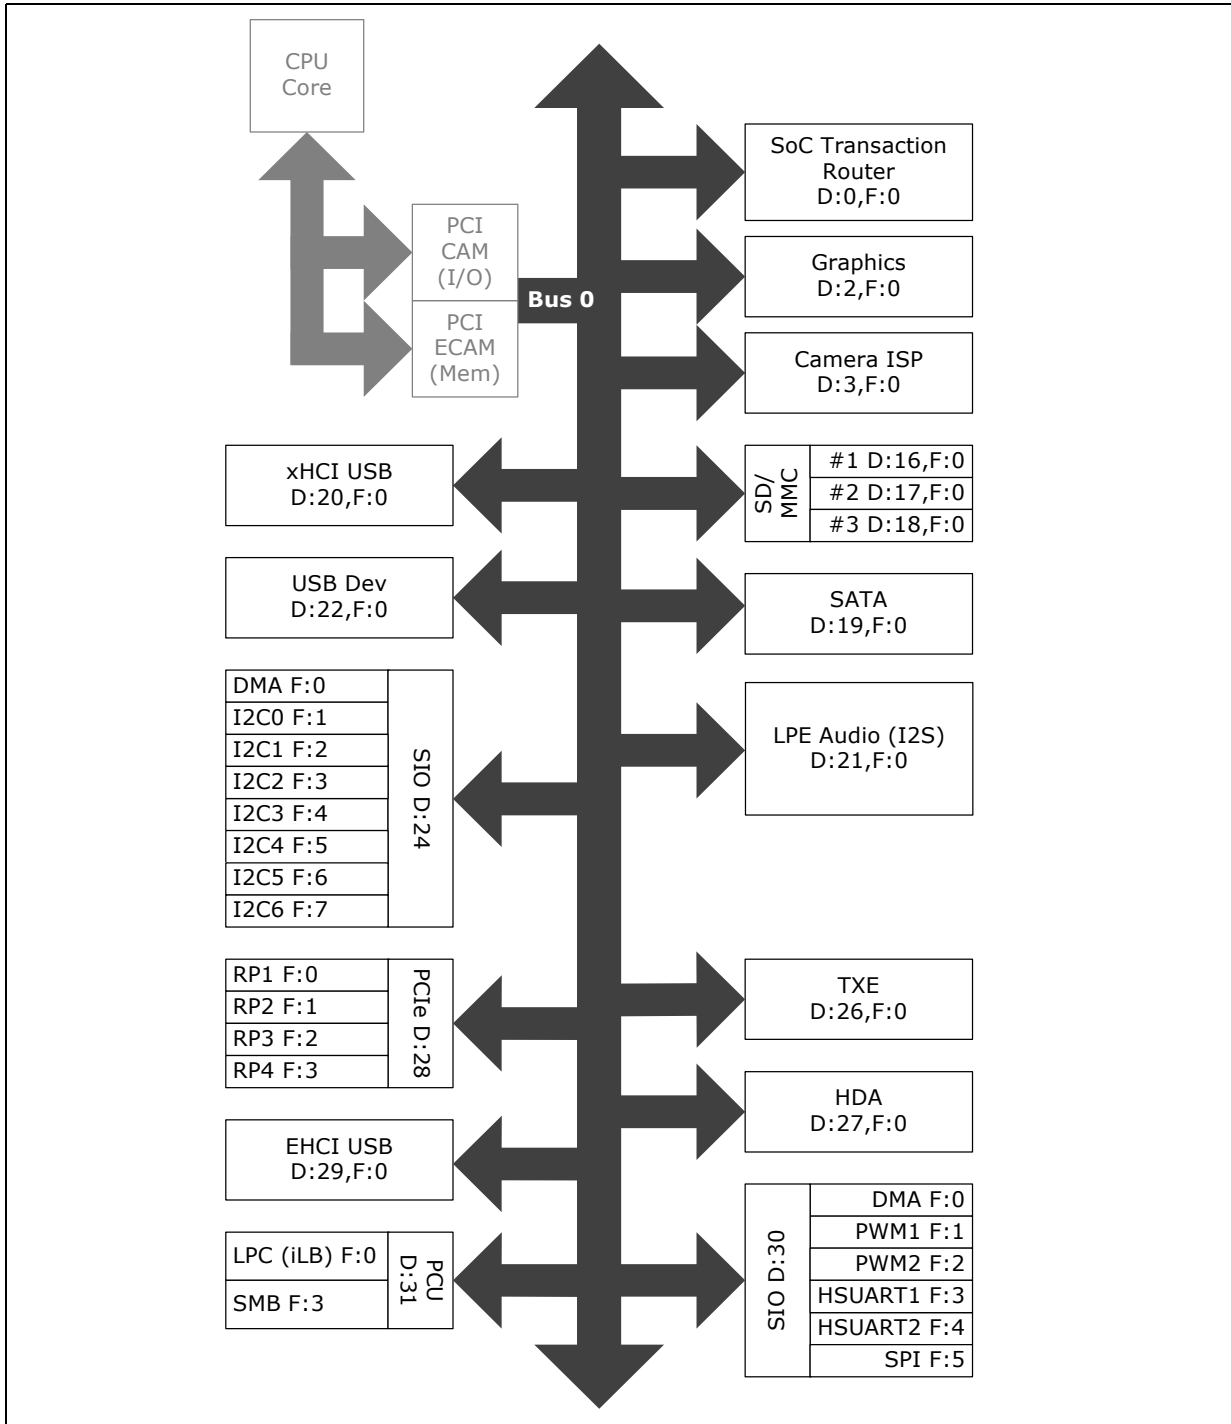 CPU
Core
PCI
CAM
(I/O)
PCI
ECAM
(Mem)
Bus 0
SoC Transaction
Router
D:0,F:0
Graphics
D:2,F:0
Camera ISP
D:3,F:0
xHCI USB
D:20,F:0
SD/
MMC
#1 D:16,F:0
#2 D:17,F:0
#3 D:18,F:0
USB Dev
D:22,F:0
SATA
D:19,F:0
DMA F:0
I2C0 F:1
I2C1 F:2
I2C2 F:3
I2C3 F:4
I2C4 F:5
I2C5 F:6
I2C6 F:7
SIO D:24
LPE Audio (I2S)
D:21,F:0
RP1 F:0
RP2 F:1
RP3 F:2
RP4 F:3
PCIe D:28
TXE
D:26,F:0
HDA
D:27,F:0
EHCI USB
D:29,F:0
LPC (iLB) F:0
SMB F:3
PCU
D:31
SIO D:30
DMA F:0
PWM1 F:1
PWM2 F:2
HSUART1 F:3
HSUART2 F:4
SPI F:5